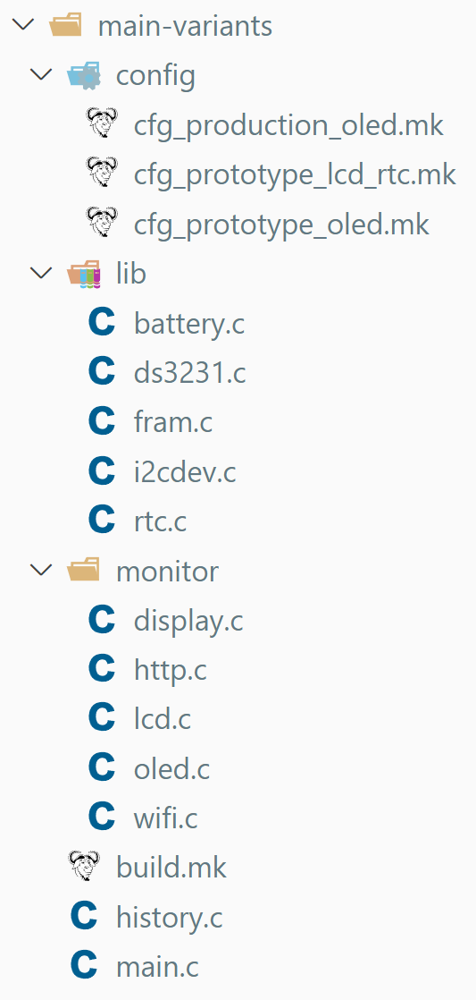 main-variants
config
cfg_production_oled.mk
cfg_prototype_lcd_rtc.mk
cfg_prototype_oled.mk
lib
C battery.c
C ds3231.c
C fram.c
C i2cdev.c
C rtc.c
monitor
C display.c
C http.c
C lcd.c
C oled.c
C wifi.c
build.mk
C history.c
C main.c